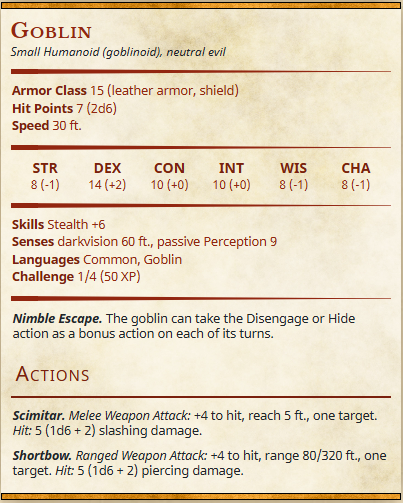 Goblin
Small Humanoid (goblinoid), neutral evil
Armor Class 15 (leather armor, shield)
Hit Points 7 (2d6)
Speed 30 ft.
STR DEX CON INT WIS CHA
8 (-1) 14 (+2) 10 (+0) 10 (+0) 8 (-1) 8 (-1)
Skills Stealth +6
Senses darkvision 60 ft., passive Perception 9
Languages Common, Goblin
Challenge 1/4 (50 XP)
Nimble Escape. The goblin can take the Disengage or Hide
action as a bonus action on each of its turns.
Actions
Scimitar. Melee Weapon Attack: +4 to hit, reach 5 ft., one target.
Hit: 5 (1d6 + 2) slashing damage.
Shortbow. Ranged Weapon Attack: +4 to hit, range 80/320 ft., one
target. Hit: 5 (1d6 + 2) piercing damage.